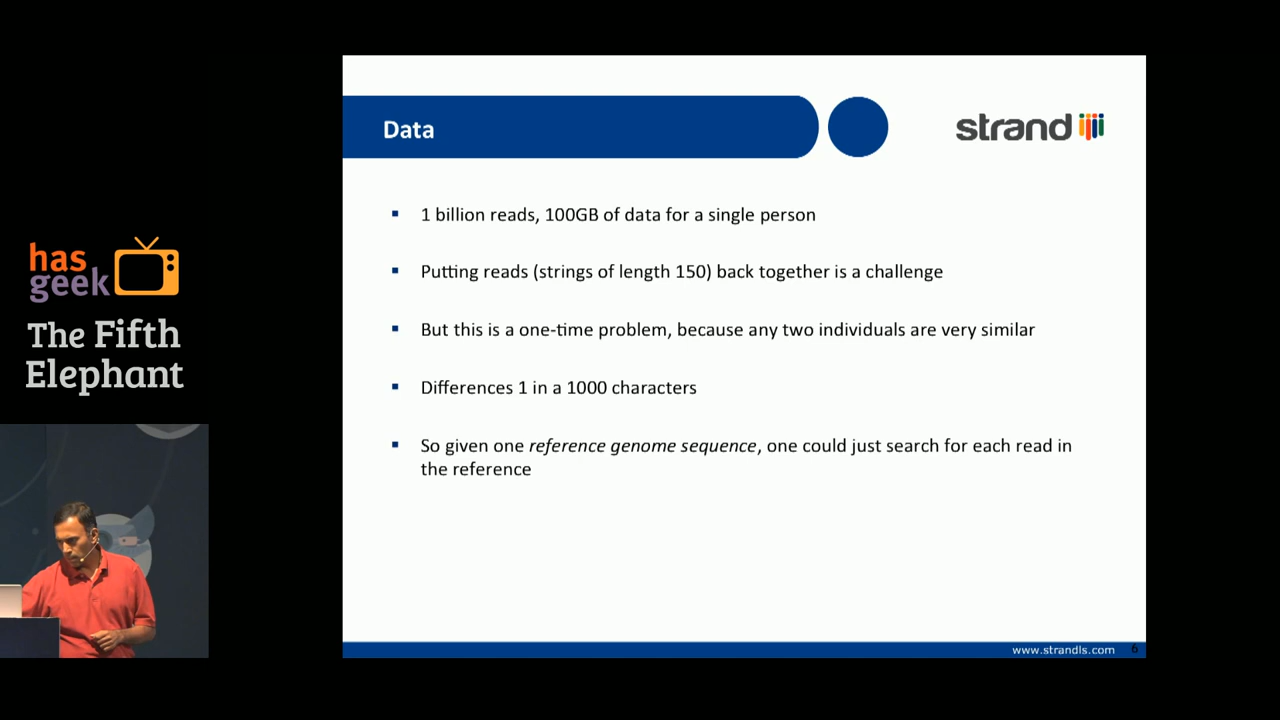 Data
strand
1 billion reads, 100GB of data for a single person
Putting reads (strings of length 150) back together is a challenge
But this is a one-time problem, because any two individuals are very similar
Differences 1 in a 1000 characters
So given one reference genome sequence, one could just search for each read in
the reference
www.strandls.com 6
has
geek
The Fifth
Elephant